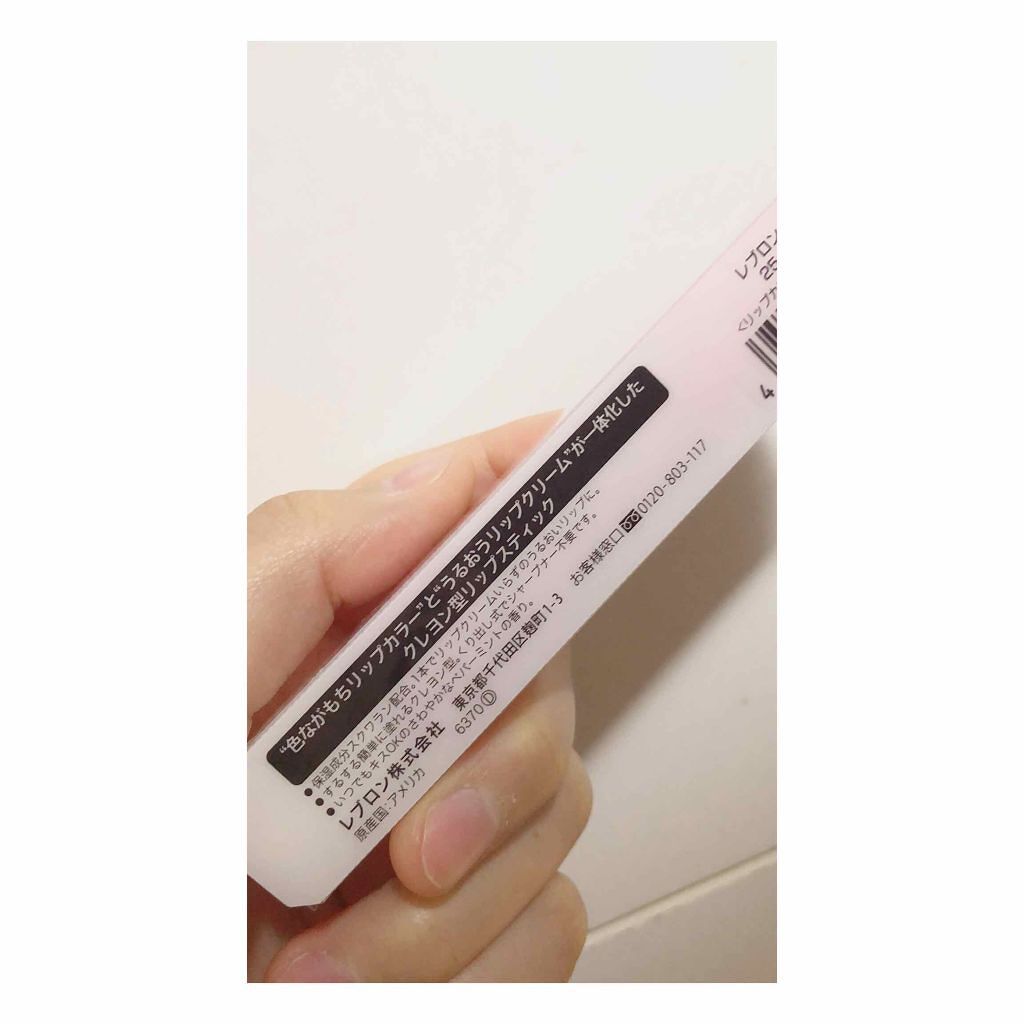 “色ながもちリップカラー”と“うるおうリップクリーム”が一体化した
クレヨン型リップスティック
●保湿成分スクワラン配合。1本でリップクリームいらずのうるおいリップに。
●するする簡単に塗れるクレヨン型。くり出し式でシャープナー不要です。
●いつでもキスOKのさわやかなペパーミントの香り。
レブロン株式会社 東京都千代田区麹町1-3 お客様窓口 0120-803-117
原産国:アメリカ 6370 Ⓓ
レブロン
25
<リップカ
4